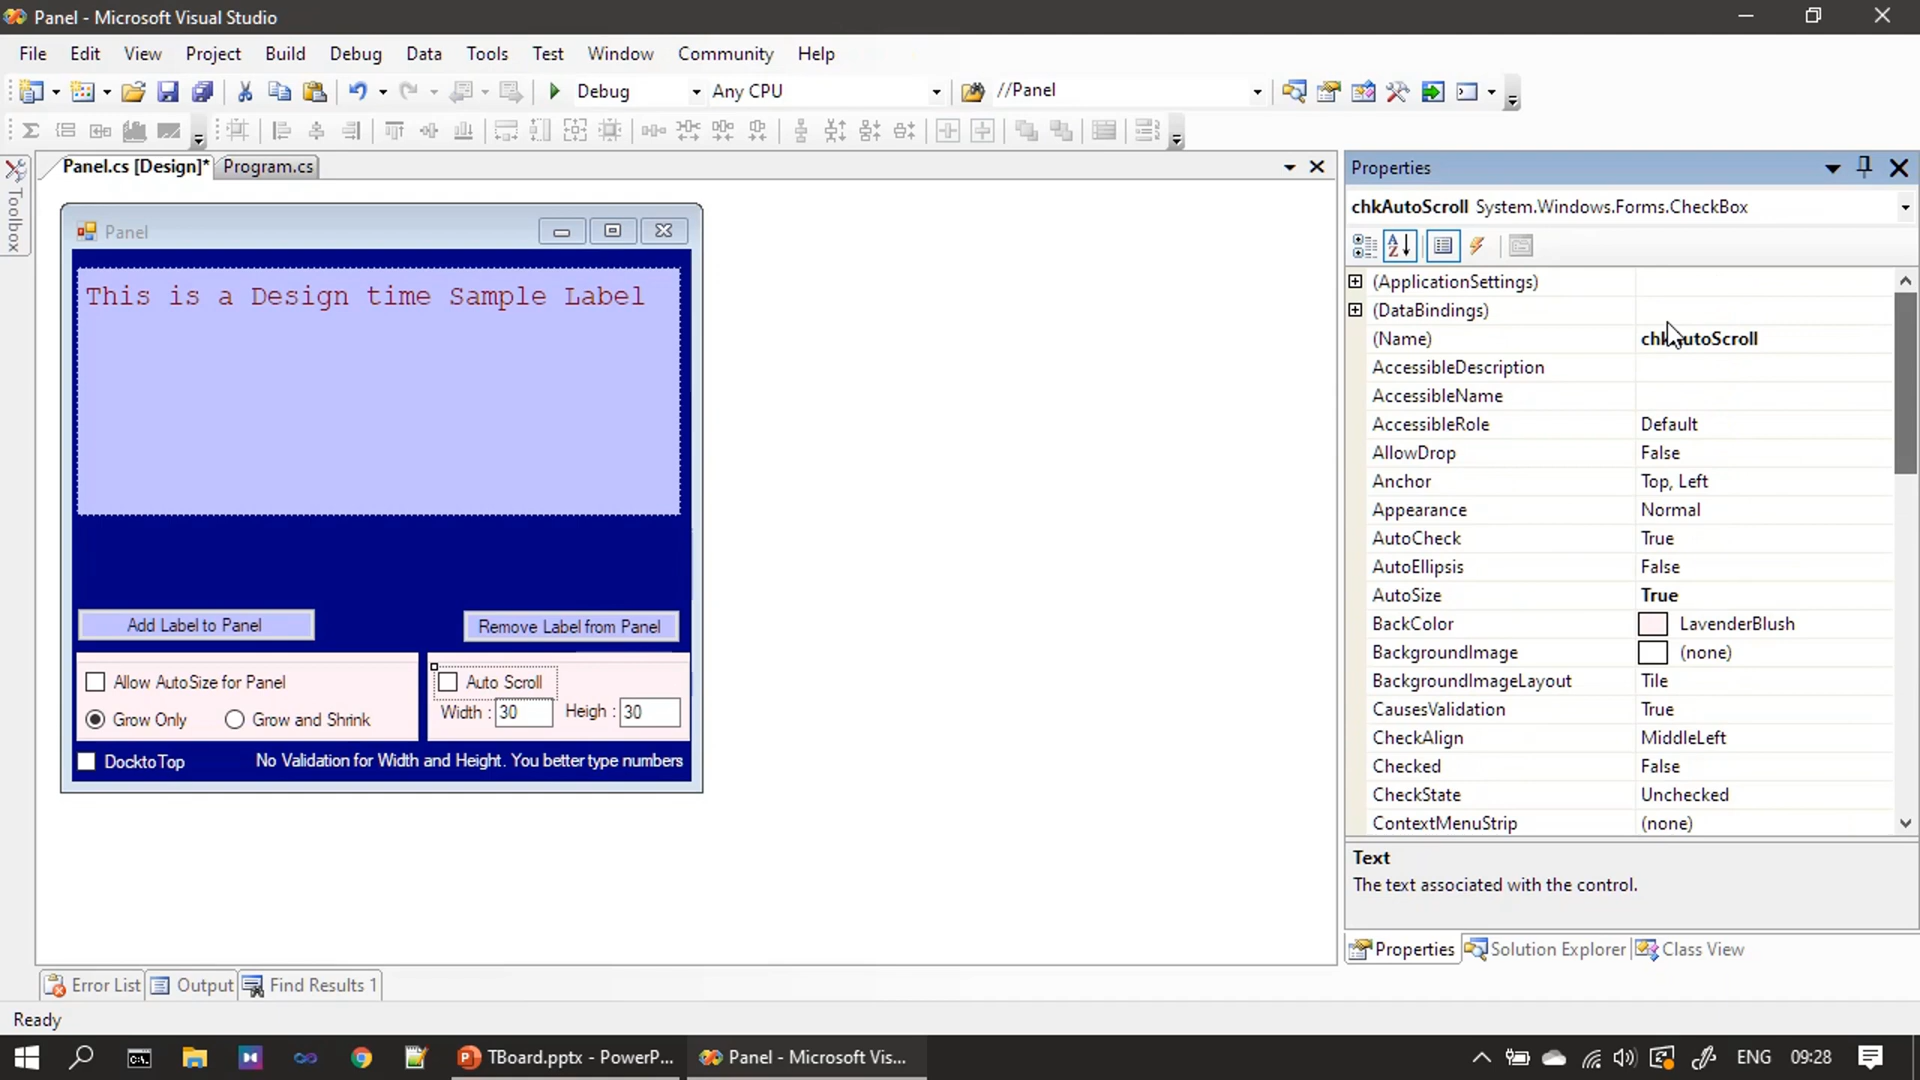 Panel - Microsoft Visual Studio
File Edit View Project Build Debug Data Tools Test Window Community Help
Debug Any CPU //Panel
Toolbox
Panel.cs [Design]* Program.cs
Panel
This is a Design time Sample Label
Add Label to Panel Remove Label from Panel
Allow AutoSize for Panel Auto Scroll
Grow Only Grow and Shrink Width : 30 Heigh : 30
DocktoTop No Validation for Width and Height. You better type numbers
Properties
chkAutoScroll System.Windows.Forms.CheckBox
(ApplicationSettings)
(DataBindings)
(Name) chkAutoScroll
AccessibleDescription
AccessibleName
AccessibleRole Default
AllowDrop False
Anchor Top, Left
Appearance Normal
AutoCheck True
AutoEllipsis False
AutoSize True
BackColor LavenderBlush
BackgroundImage (none)
BackgroundImageLayout Tile
CausesValidation True
CheckAlign MiddleLeft
Checked False
CheckState Unchecked
ContextMenuStrip (none)
Text
The text associated with the control.
Properties Solution Explorer Class View
Error List Output Find Results 1
Ready
TBoard.pptx - PowerP... Panel - Microsoft Vis... ENG 09:28